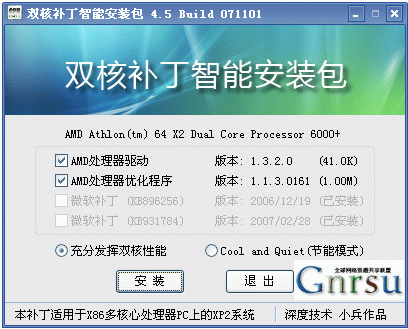 双核补丁智能安装包 4.5 Build 071101
双核补丁智能安装包
AMD Athlon(tm) 64 X2 Dual Core Processor 6000+
AMD处理器驱动 版本: 1.3.2.0 (41.0K)
AMD处理器优化程序 版本: 1.1.3.0161 (1.00M)
微软补丁 (KB896256) 版本: 2006/12/19 (已安装)
微软补丁 (KB931784) 版本: 2007/02/28 (已安装)
充分发挥双核性能 Cool and Quiet(节能模式)
安 装 退 出
全球网络资源共享联盟
Gnrsu
本补丁适用于X86多核心处理器PC上的XP2系统 深度技术 小兵作品